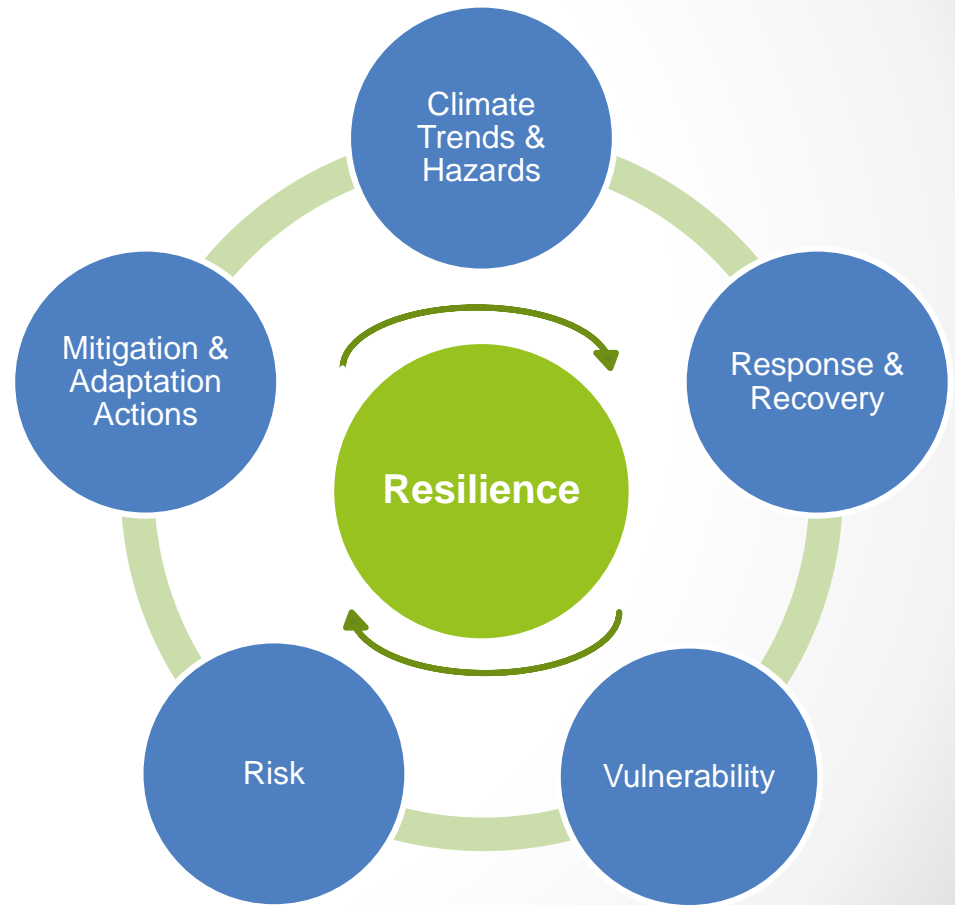 Climate
Trends &
Hazards
Response &
Recovery
Vulnerability
Risk
Mitigation &
Adaptation
Actions
Resilience